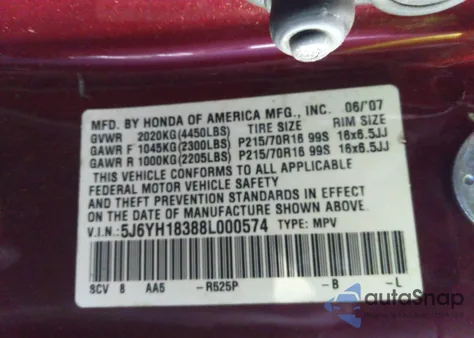 MFD. BY HONDA OF AMERICA MFG., INC. 06/'07
GVWR 2020KG(4450LBS) TIRE SIZE RIM SIZE
GAWR F 1045KG(2300LBS) P215/70R16 99S 16x6.5JJ
GAWR R 1000KG(2205LBS) P215/70R16 99S 16x6.5JJ
THIS VEHICLE CONFORMS TO ALL APPLICABLE
FEDERAL MOTOR VEHICLE SAFETY
AND THEFT PREVENTION STANDARDS IN EFFECT
ON THE DATE OF MANUFACTURE SHOWN ABOVE.
V.I.N.: 5J6YH18388L000574 TYPE: MPV
SCV 8 AA5 -R525P -B -L
autoSnap